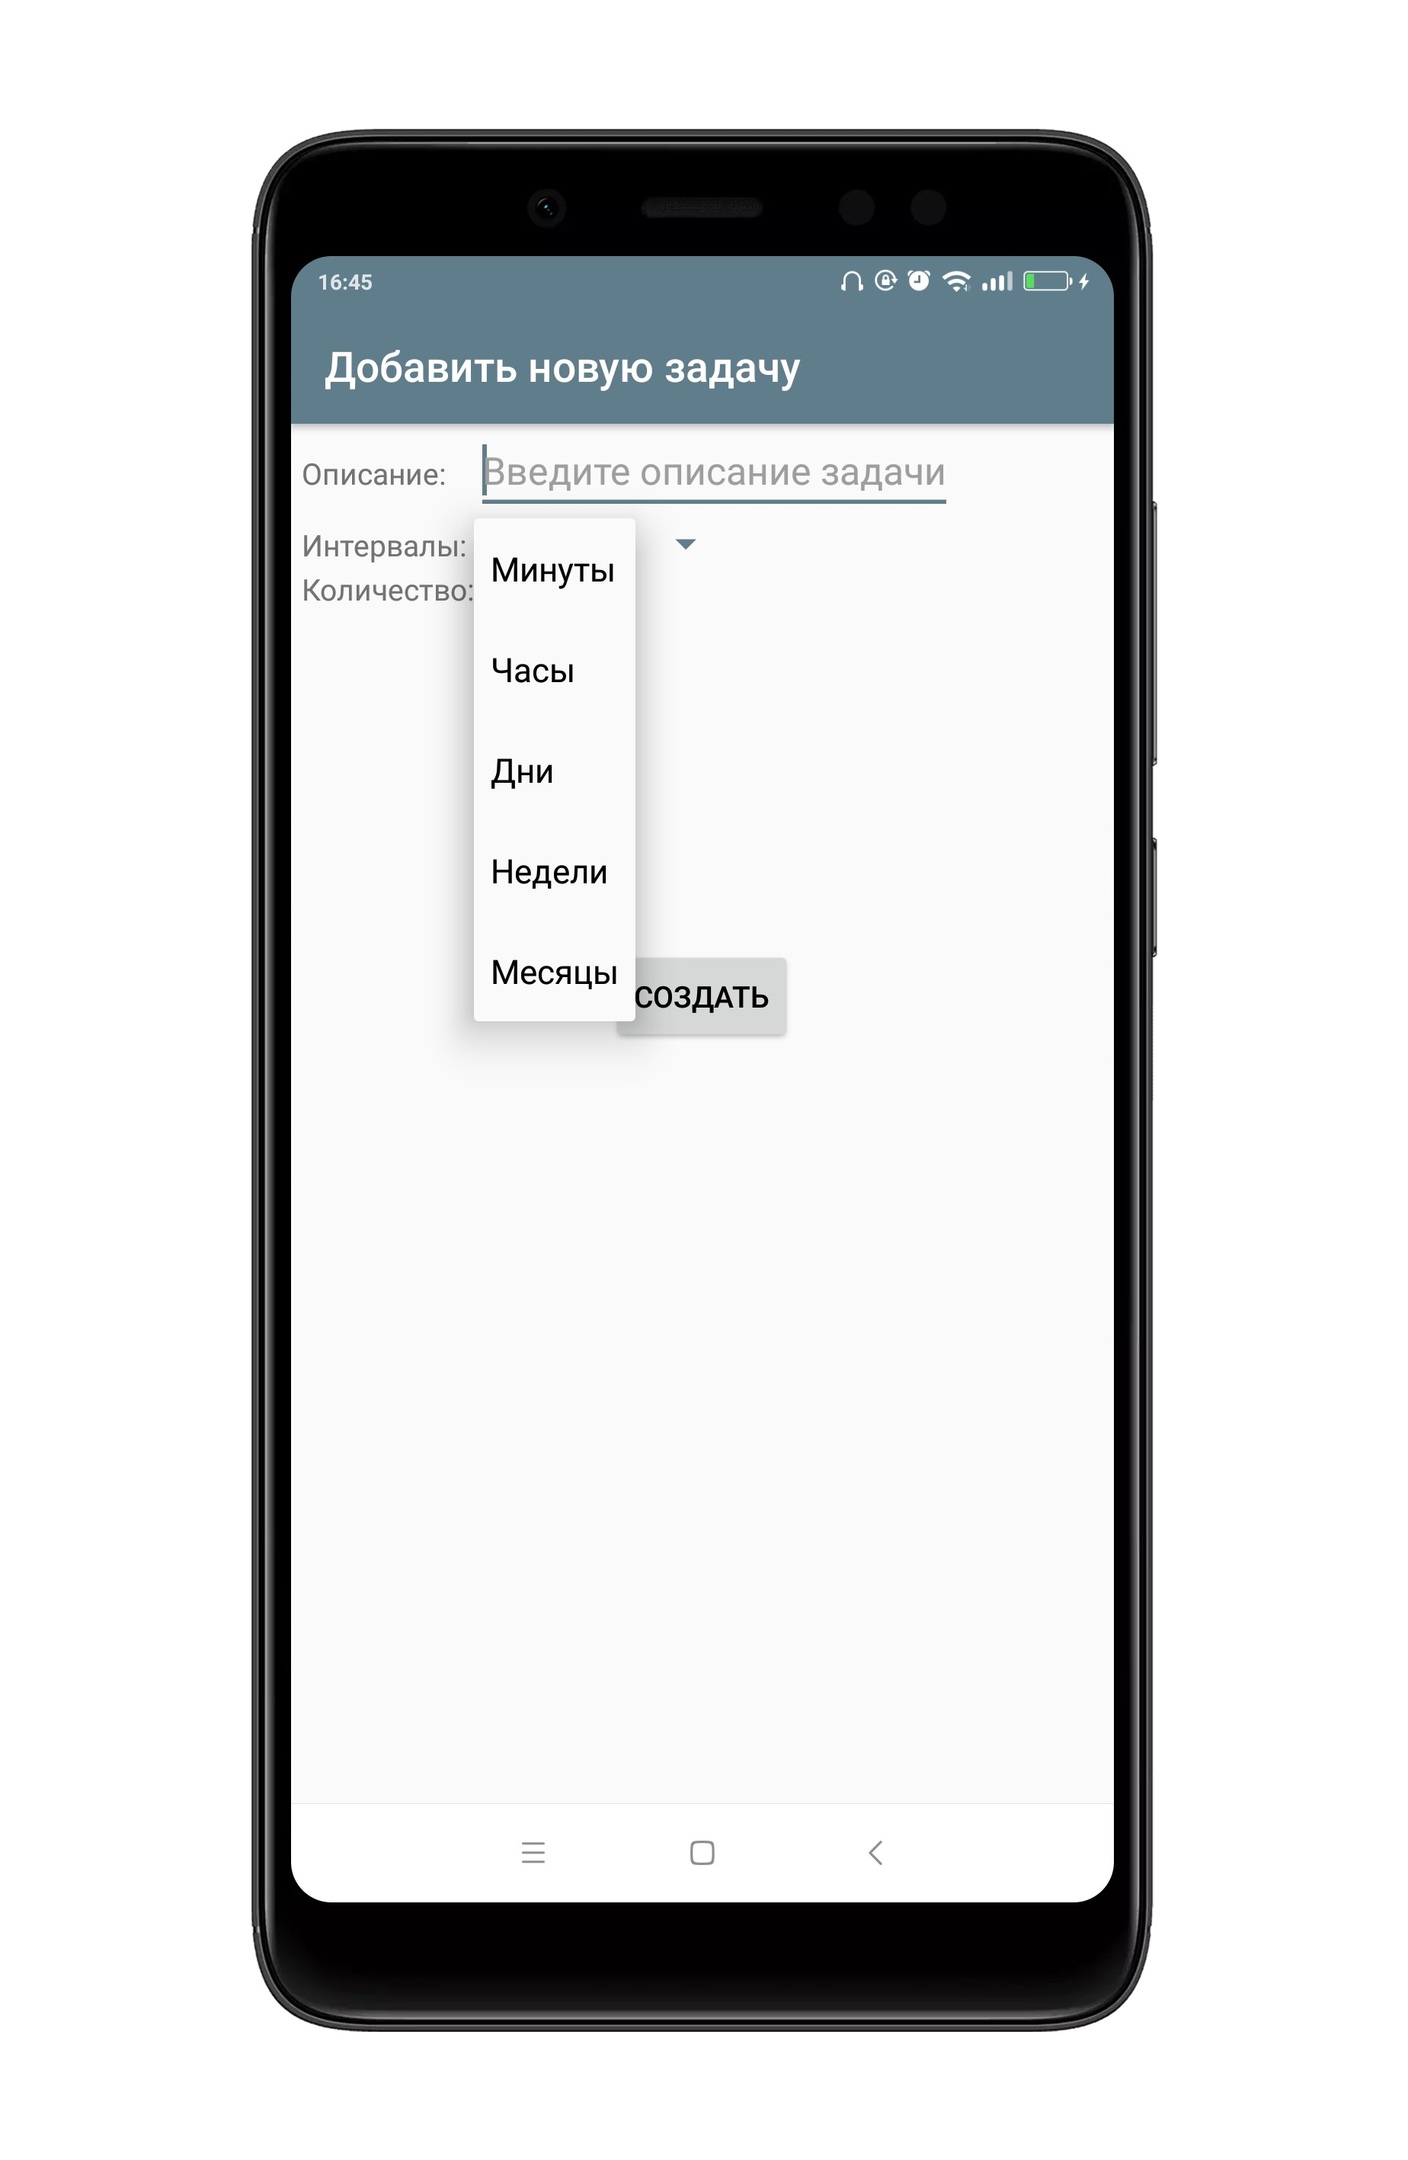 16:45
Добавить новую задачу
Описание: Введите описание задачи
Интервалы:
Количество:
Минуты
Часы
Дни
Недели
Месяцы
СОЗДАТЬ